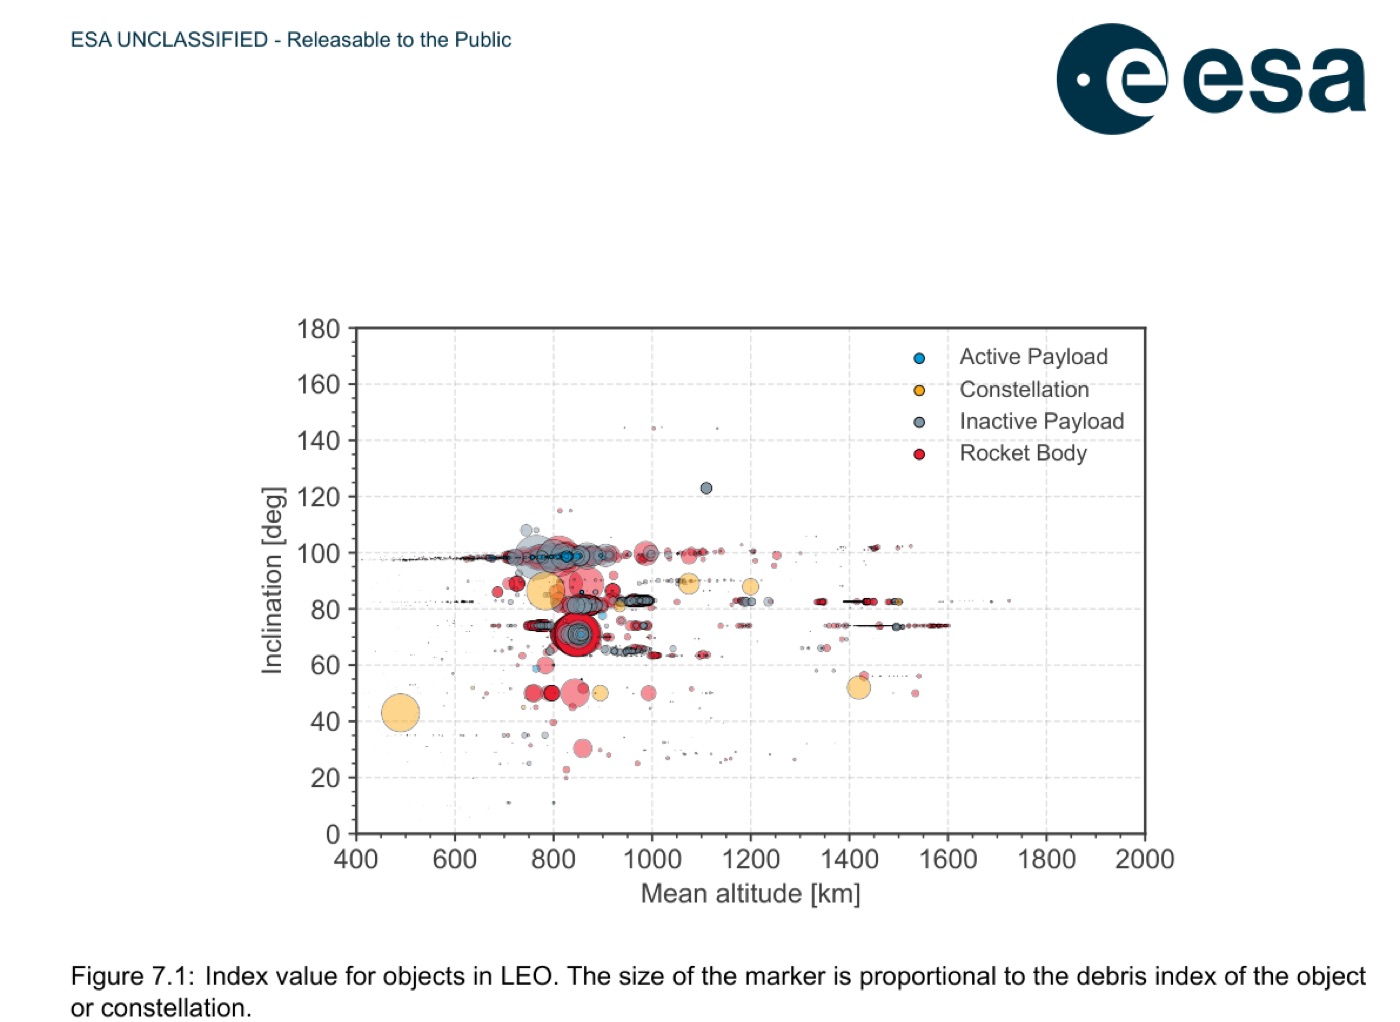 ESA UNCLASSIFIED - Releasable to the Public
esa
180
160
140
120
100
80
60
40
20
0
Inclination [deg]
Active Payload
Constellation
Inactive Payload
Rocket Body
400 600 800 1000 1200 1400 1600 1800 2000
Mean altitude [km]
Figure 7.1: Index value for objects in LEO. The size of the marker is proportional to the debris index of the object
or constellation.